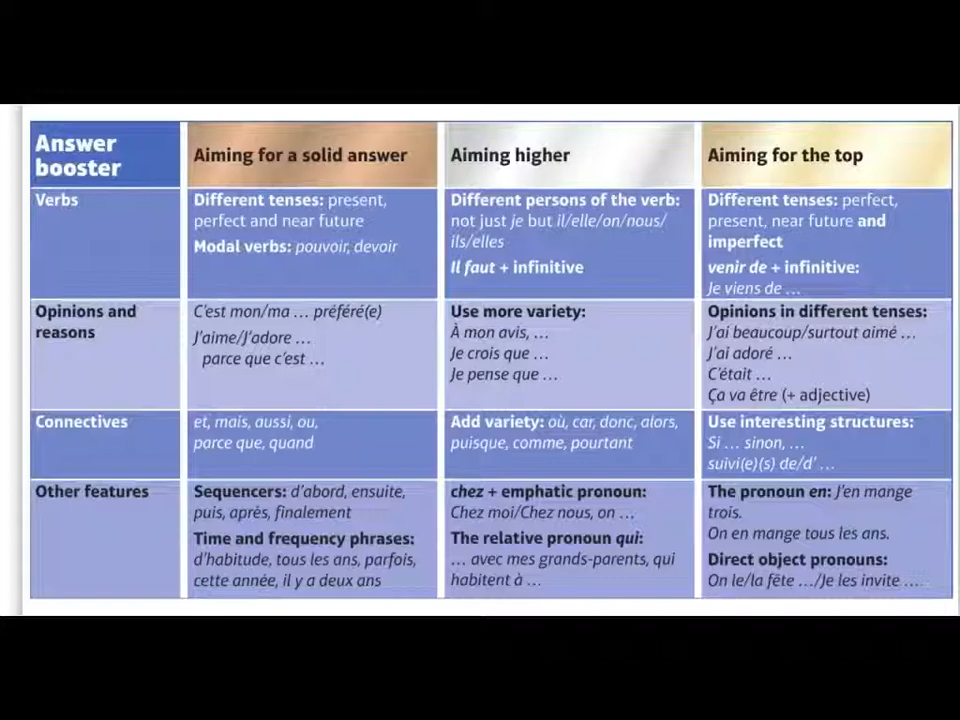 Answer
booster
Aiming for a solid answer
Aiming higher
Aiming for the top
Verbs
Different tenses: present,
perfect and near future
Modal verbs: pouvoir, devoir
Different persons of the verb:
not just je but il/elle/on/nous/
ils/elles
Il faut + infinitive
Different tenses: perfect,
present, near future and
imperfect
venir de + infinitive:
Je viens de …
Opinions and
reasons
C'est mon/ma … préféré(e)
J'aime/J'adore …
parce que c'est …
Use more variety:
À mon avis, …
Je crois que …
Je pense que …
Opinions in different tenses:
J'ai beaucoup/surtout aimé …
J'ai adoré …
C'était …
Ça va être (+ adjective)
Connectives
et, mais, aussi, ou,
parce que, quand
Add variety: où, car, donc, alors,
puisque, comme, pourtant
Use interesting structures:
Si … sinon, …
suivi(e)(s) de/d' …
Other features
Sequencers: d'abord, ensuite,
puis, après, finalement
Time and frequency phrases:
d'habitude, tous les ans, parfois,
cette année, il y a deux ans
chez + emphatic pronoun:
Chez moi/Chez nous, on …
The relative pronoun qui:
… avec mes grands-parents, qui
habitent à …
The pronoun en: J'en mange
trois.
On en mange tous les ans.
Direct object pronouns:
On le/la fête …/Je les invite …